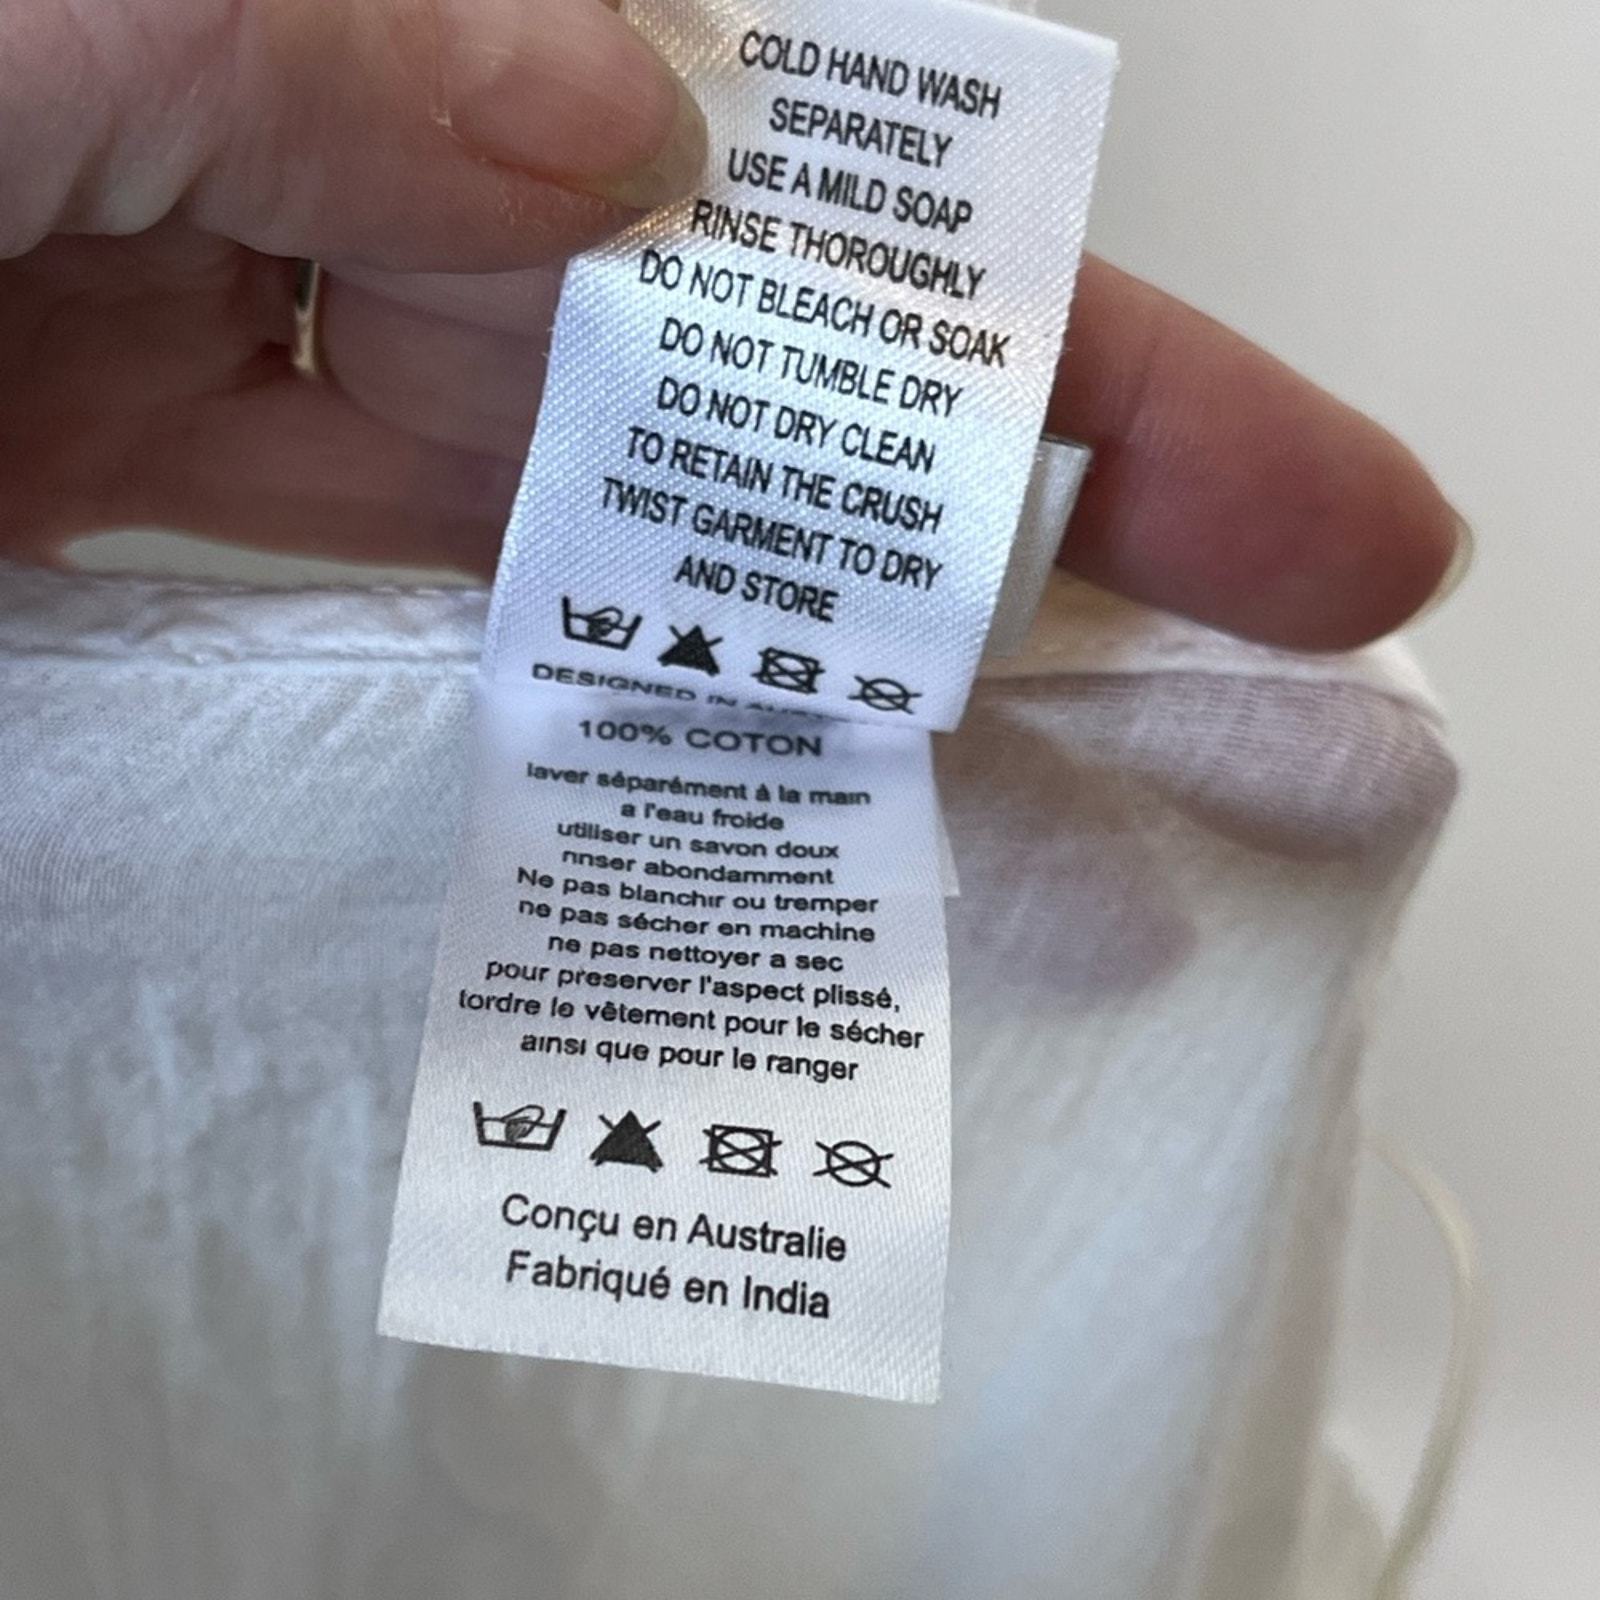 COLD HAND WASH
SEPARATELY
USE A MILD SOAP
RINSE THOROUGHLY
DO NOT BLEACH OR SOAK
DO NOT TUMBLE DRY
DO NOT DRY CLEAN
TO RETAIN THE CRUSH
TWIST GARMENT TO DRY
AND STORE
DESIGNED IN
100% COTON
laver séparément à la main
a l'eau froide
utiliser un savon doux
rinser abondamment
Ne pas blanchir ou tremper
ne pas sécher en machine
ne pas nettoyer a sec
pour preserver l'aspect plissé,
tordre le vêtement pour le sécher
ainsi que pour le ranger
Conçu en Australie
Fabriqué en India